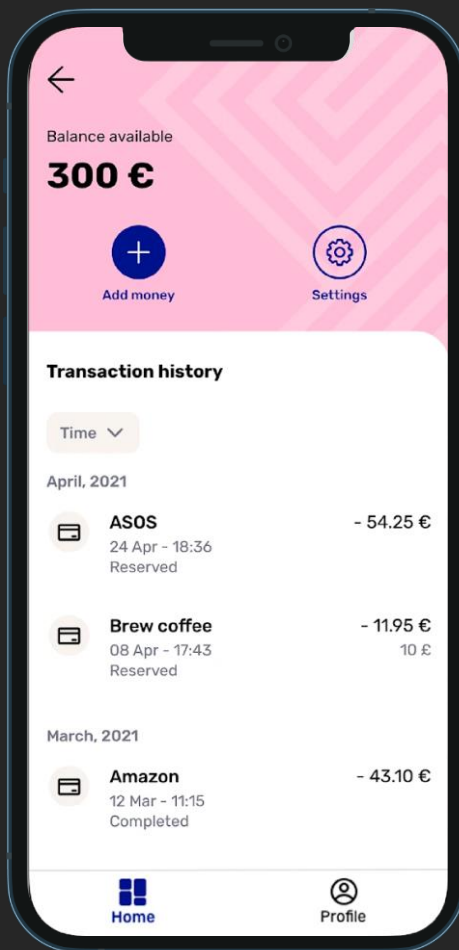 Balance available
300 €
Add money
Settings
Transaction history
Time
April, 2021
ASOS
- 54.25 €
24 Apr - 18:36
Reserved
Brew coffee
- 11.95 €
08 Apr - 17:43
10 £
Reserved
March, 2021
Amazon
- 43.10 €
12 Mar - 11:15
Completed
Home
Profile